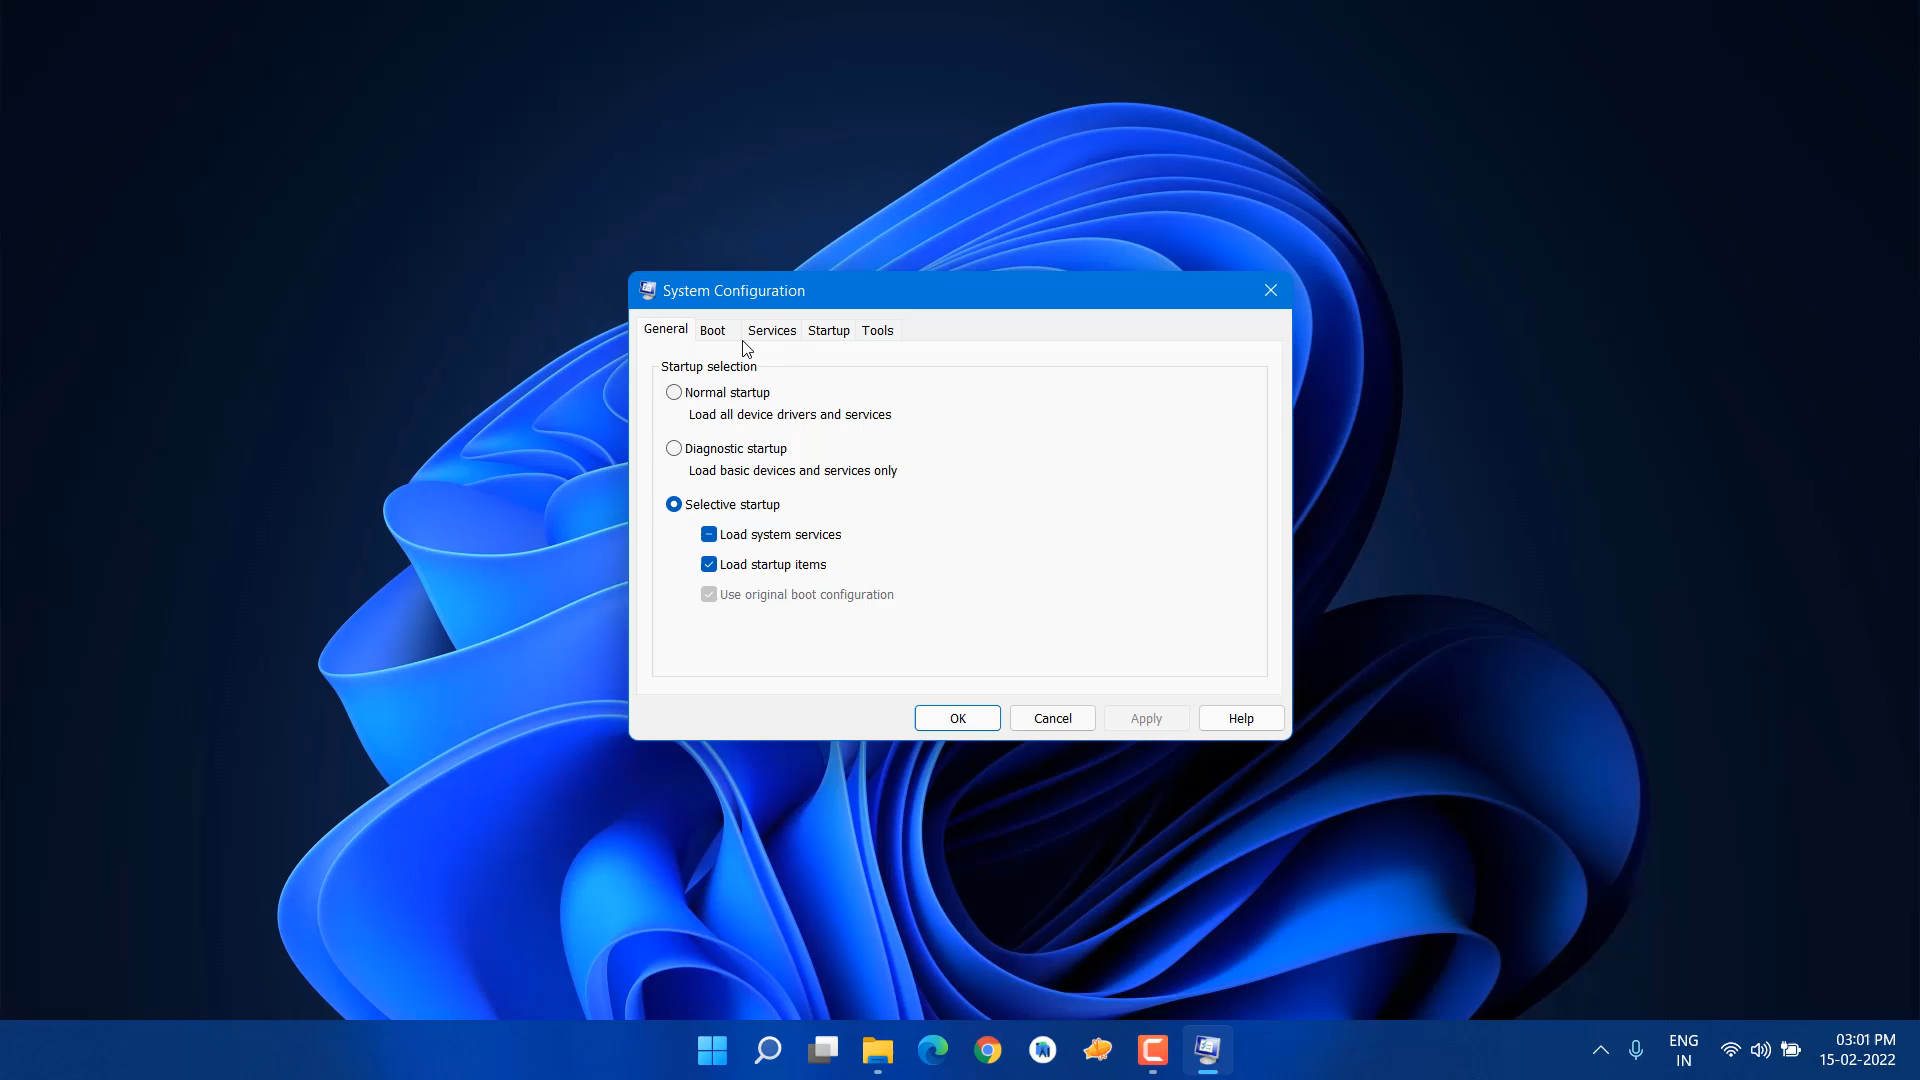 System Configuration
General Boot Services Startup Tools
Startup selection
Normal startup
Load all device drivers and services
Diagnostic startup
Load basic devices and services only
Selective startup
Load system services
Load startup items
Use original boot configuration
OK Cancel Apply Help
ENG
IN
03:01 PM
15-02-2022